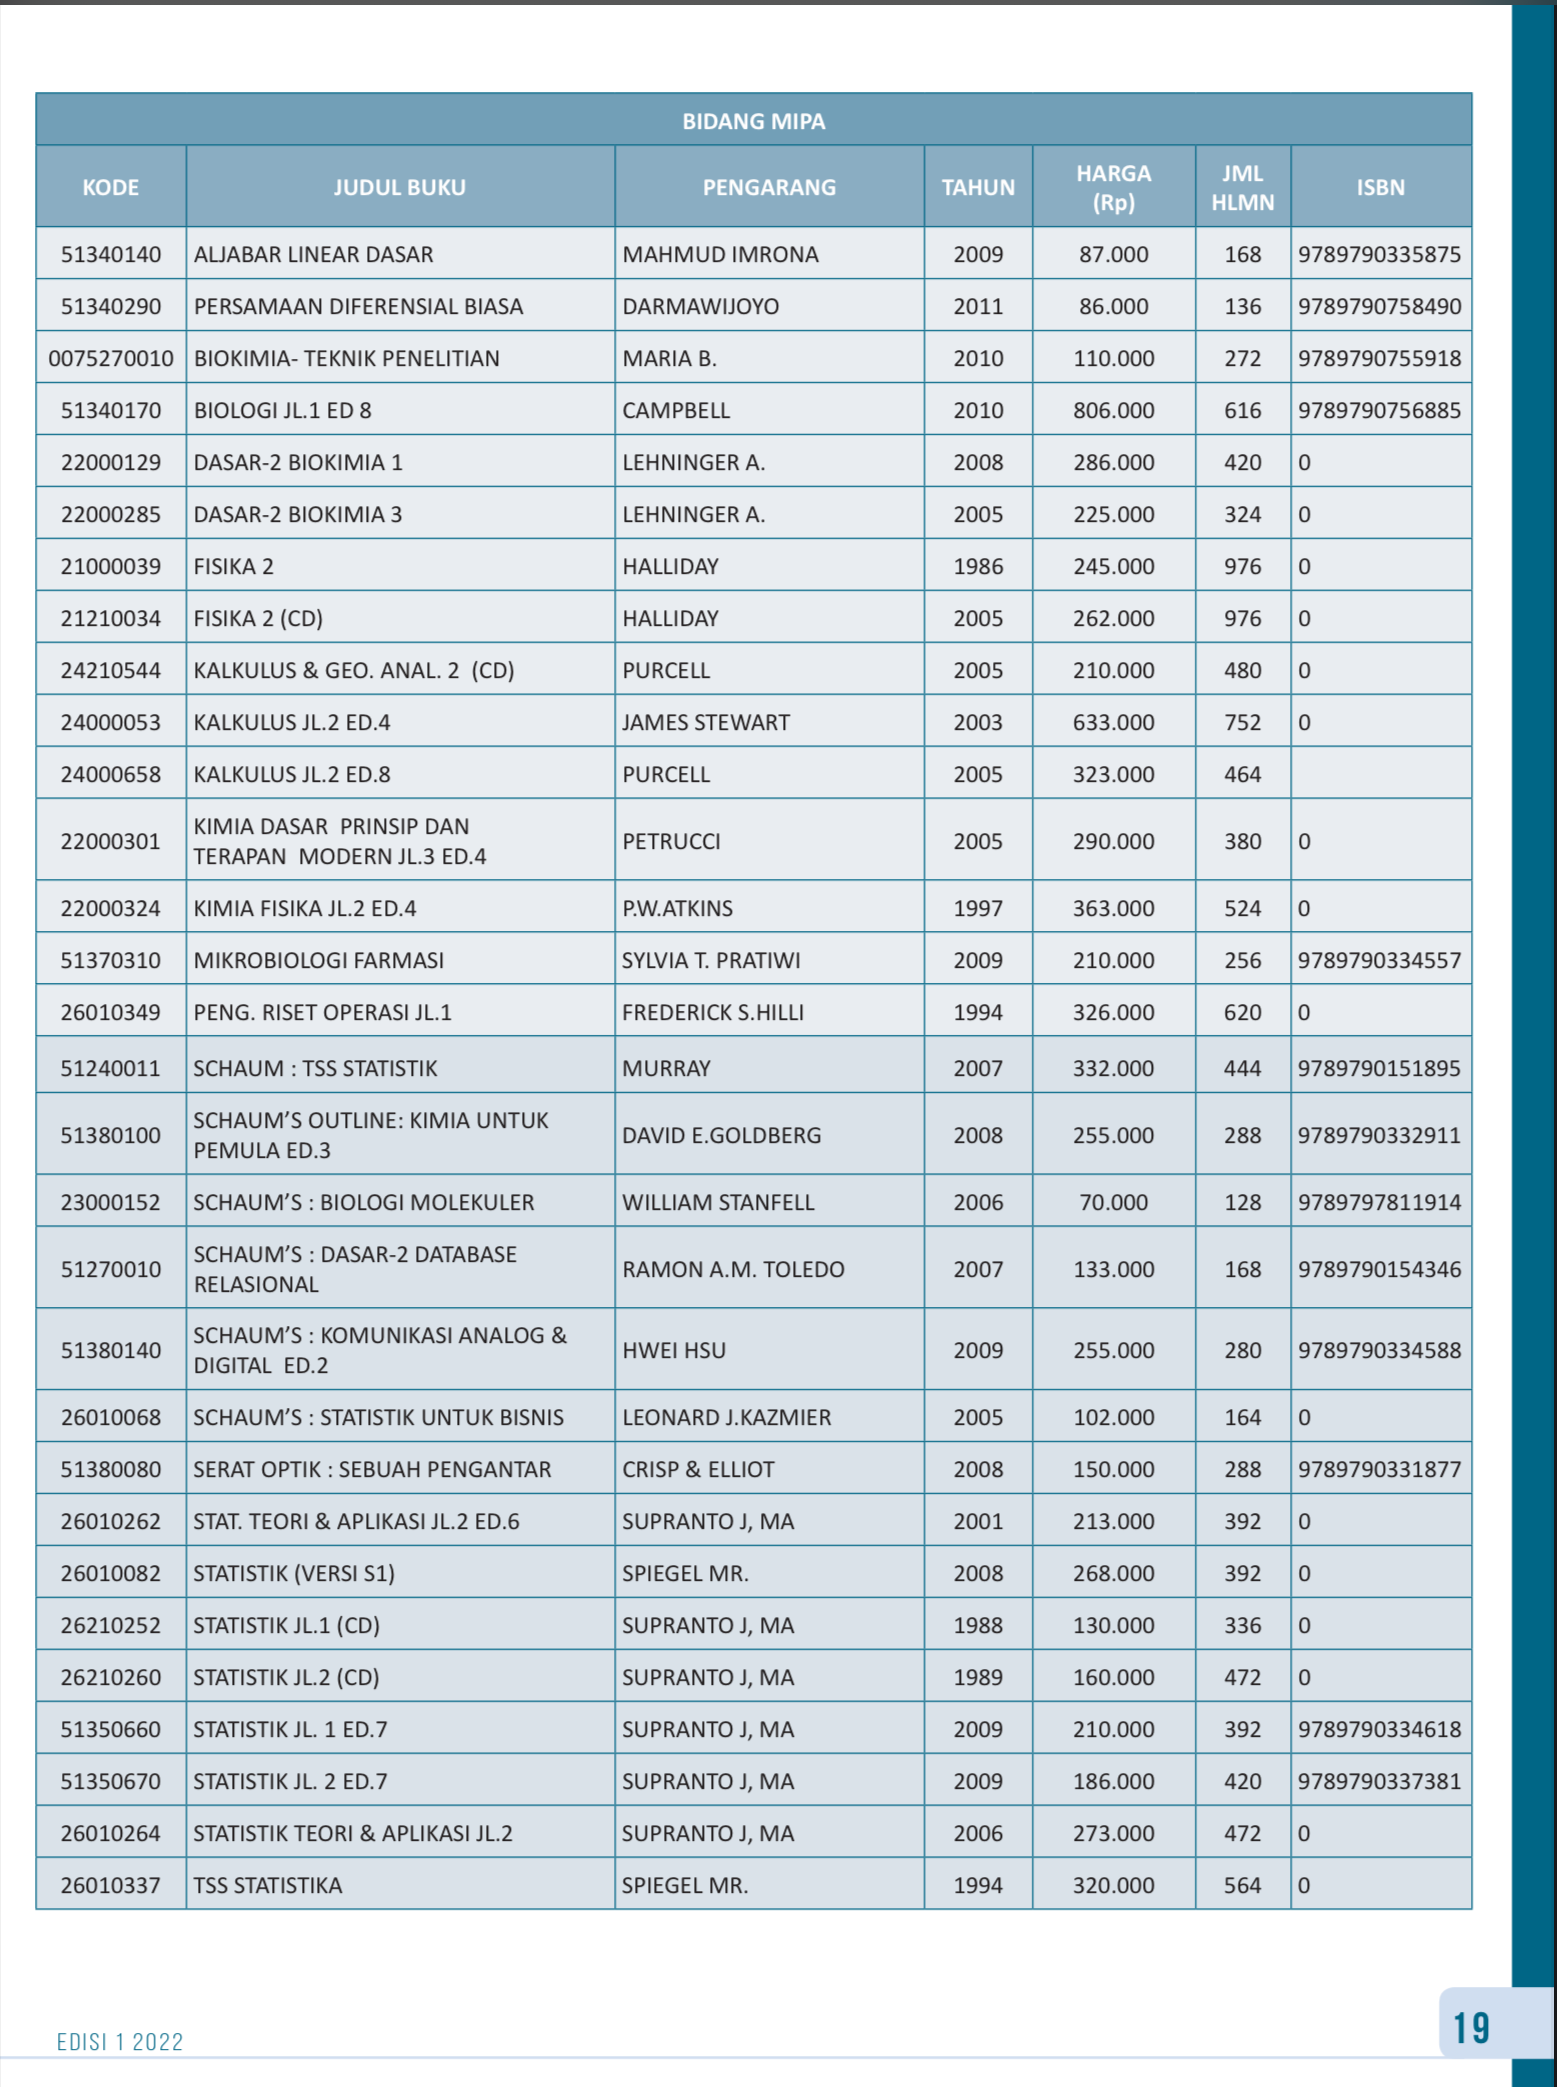 BIDANG MIPA
KODE JUDUL BUKU PENGARANG TAHUN HARGA (Rp) JML HLMN ISBN
51340140 ALJABAR LINEAR DASAR MAHMUD IMRONA 2009 87.000 168 9789790335875
51340290 PERSAMAAN DIFERENSIAL BIASA DARMAWIJOYO 2011 86.000 136 9789790758490
0075270010 BIOKIMIA- TEKNIK PENELITIAN MARIA B. 2010 110.000 272 9789790755918
51340170 BIOLOGI JL.1 ED 8 CAMPBELL 2010 806.000 616 9789790756885
22000129 DASAR-2 BIOKIMIA 1 LEHNINGER A. 2008 286.000 420 0
22000285 DASAR-2 BIOKIMIA 3 LEHNINGER A. 2005 225.000 324 0
21000039 FISIKA 2 HALLIDAY 1986 245.000 976 0
21210034 FISIKA 2 (CD) HALLIDAY 2005 262.000 976 0
24210544 KALKULUS & GEO. ANAL. 2 (CD) PURCELL 2005 210.000 480 0
24000053 KALKULUS JL.2 ED.4 JAMES STEWART 2003 633.000 752 0
24000658 KALKULUS JL.2 ED.8 PURCELL 2005 323.000 464
22000301 KIMIA DASAR PRINSIP DAN TERAPAN MODERN JL.3 ED.4 PETRUCCI 2005 290.000 380 0
22000324 KIMIA FISIKA JL.2 ED.4 P.W.ATKINS 1997 363.000 524 0
51370310 MIKROBIOLOGI FARMASI SYLVIA T. PRATIWI 2009 210.000 256 9789790334557
26010349 PENG. RISET OPERASI JL.1 FREDERICK S.HILLI 1994 326.000 620 0
51240011 SCHAUM : TSS STATISTIK MURRAY 2007 332.000 444 9789790151895
51380100 SCHAUM’S OUTLINE: KIMIA UNTUK PEMULA ED.3 DAVID E.GOLDBERG 2008 255.000 288 9789790332911
23000152 SCHAUM’S : BIOLOGI MOLEKULER WILLIAM STANFELL 2006 70.000 128 9789797811914
51270010 SCHAUM’S : DASAR-2 DATABASE RELASIONAL RAMON A.M. TOLEDO 2007 133.000 168 9789790154346
51380140 SCHAUM’S : KOMUNIKASI ANALOG & DIGITAL ED.2 HWEI HSU 2009 255.000 280 9789790334588
26010068 SCHAUM’S : STATISTIK UNTUK BISNIS LEONARD J.KAZMIER 2005 102.000 164 0
51380080 SERAT OPTIK : SEBUAH PENGANTAR CRISP & ELLIOT 2008 150.000 288 9789790331877
26010262 STAT. TEORI & APLIKASI JL.2 ED.6 SUPRANTO J, MA 2001 213.000 392 0
26010082 STATISTIK (VERSI S1) SPIEGEL MR. 2008 268.000 392 0
26210252 STATISTIK JL.1 (CD) SUPRANTO J, MA 1988 130.000 336 0
26210260 STATISTIK JL.2 (CD) SUPRANTO J, MA 1989 160.000 472 0
51350660 STATISTIK JL. 1 ED.7 SUPRANTO J, MA 2009 210.000 392 9789790334618
51350670 STATISTIK JL. 2 ED.7 SUPRANTO J, MA 2009 186.000 420 9789790337381
26010264 STATISTIK TEORI & APLIKASI JL.2 SUPRANTO J, MA 2006 273.000 472 0
26010337 TSS STATISTIKA SPIEGEL MR. 1994 320.000 564 0
EDISI 1 2022
19